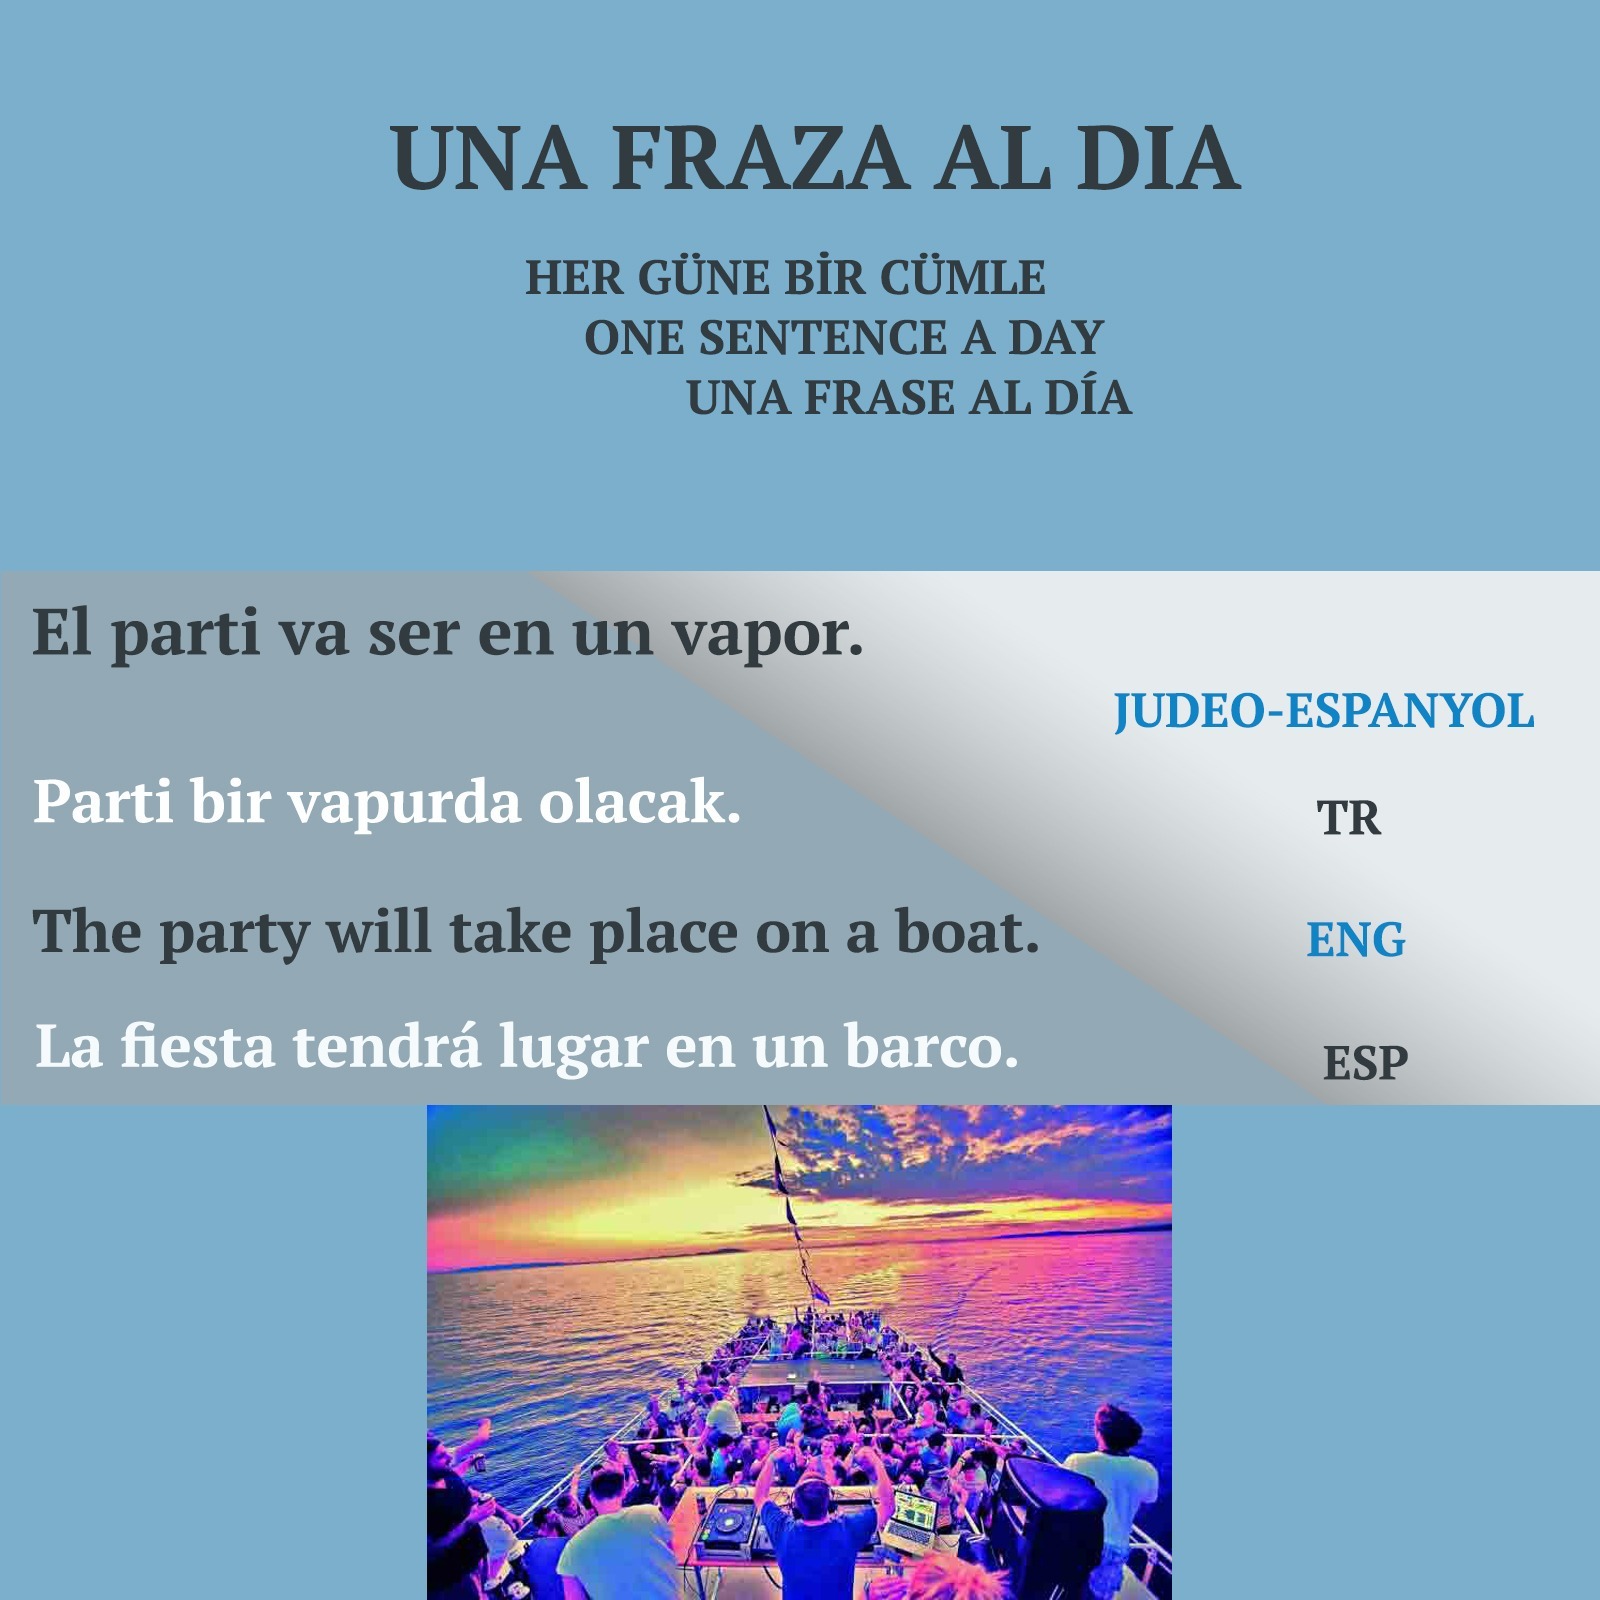 UNA FRAZA AL DIA
HER GÜNE BİR CÜMLE
ONE SENTENCE A DAY
UNA FRASE AL DÍA
El parti va ser en un vapor.
JUDEO-ESPANYOL
Parti bir vapurda olacak.
TR
The party will take place on a boat.
ENG
La fiesta tendrá lugar en un barco.
ESP